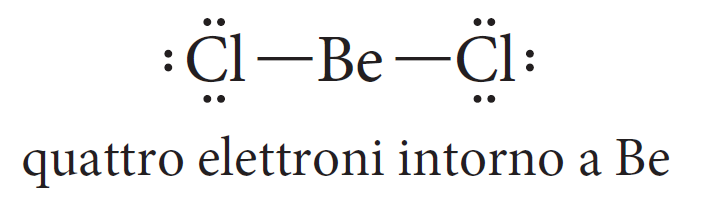 :Cl—Be—Cl:
quattro elettroni intorno a Be